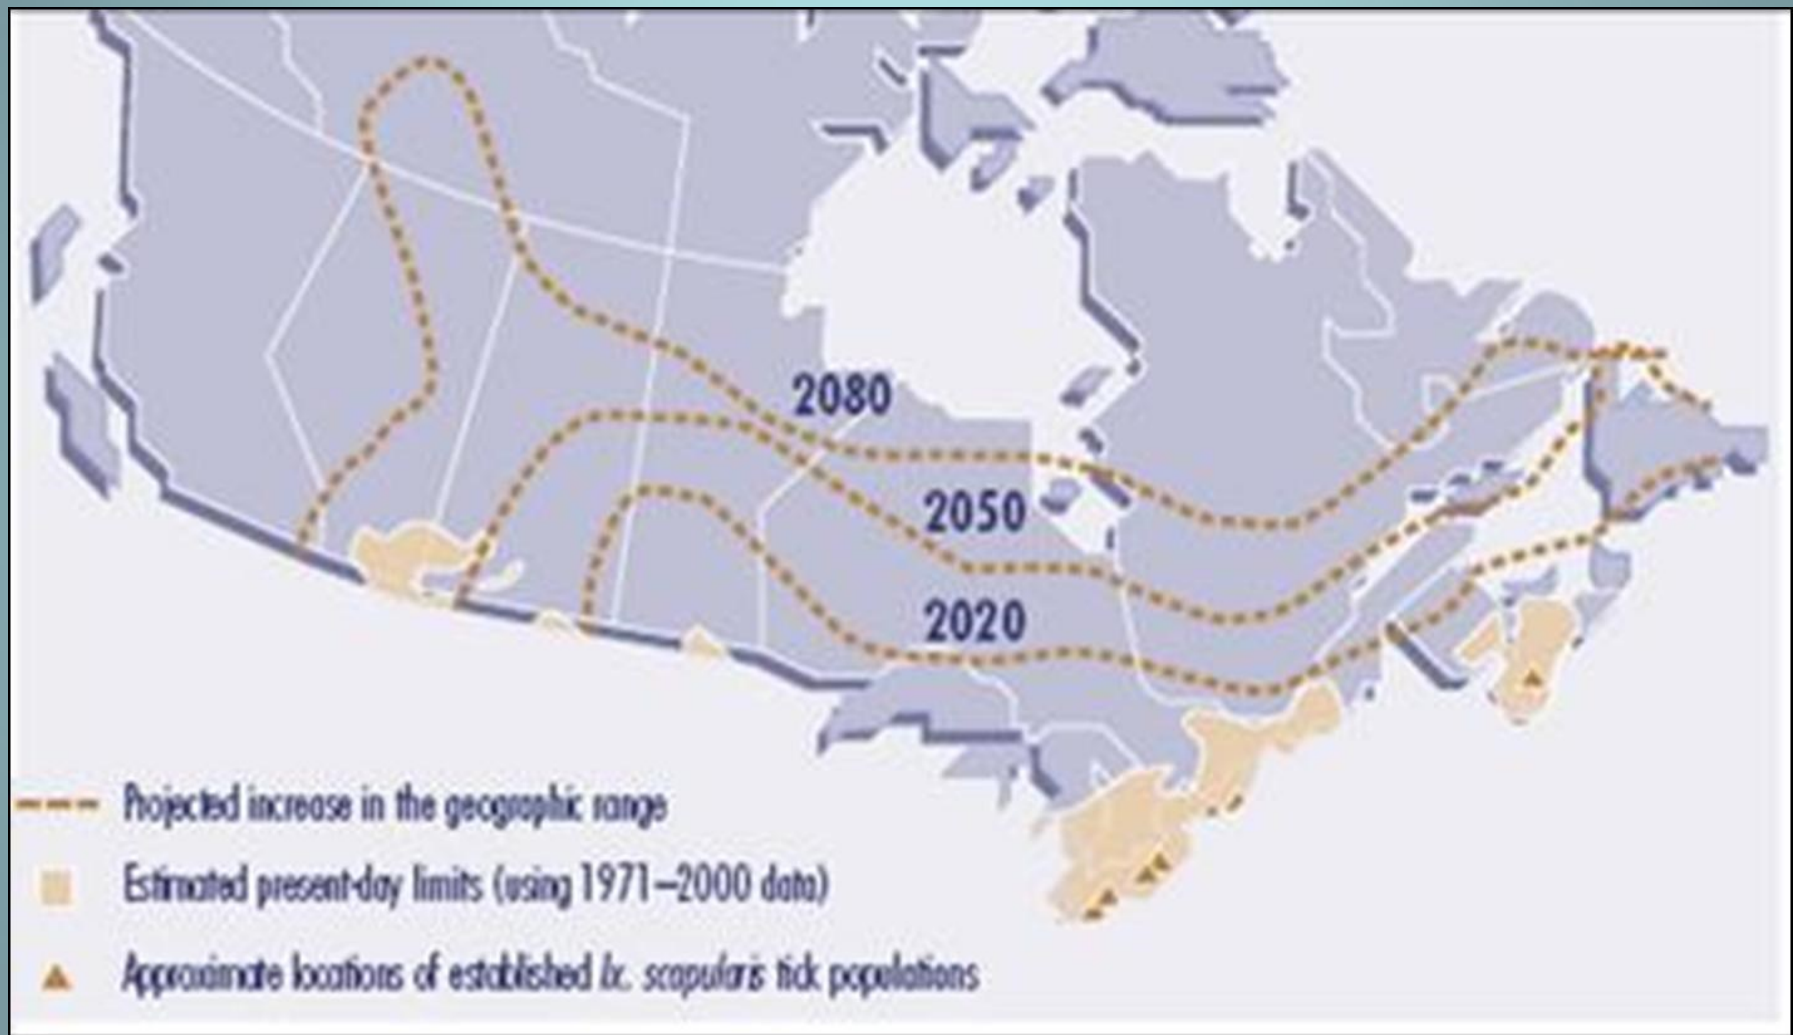 2080
2050
2020
Projected increase in the geographic range
Estimated present-day limits (using 1971–2000 data)
Approximate locations of established Ix. scapularis tick populations